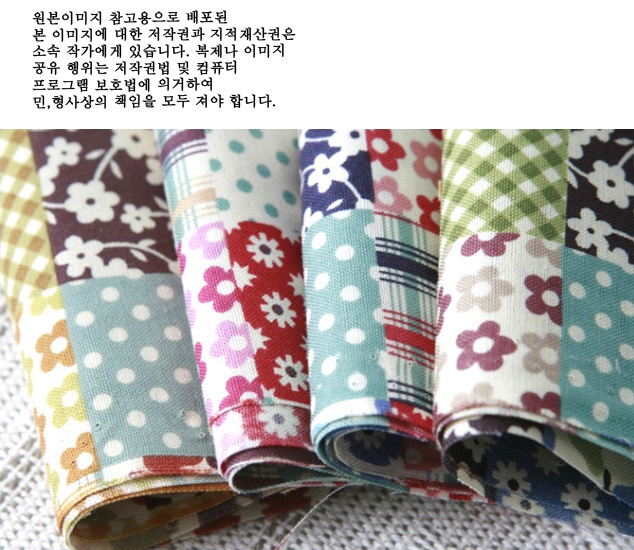 원본이미지 참고용으로 배포된
본 이미지에 대한 저작권과 지적재산권은
소속 작가에게 있습니다. 복제나 이미지
공유 행위는 저작권법 및 컴퓨터
프로그램 보호법에 의거하여
민,형사상의 책임을 모두 져야 합니다.